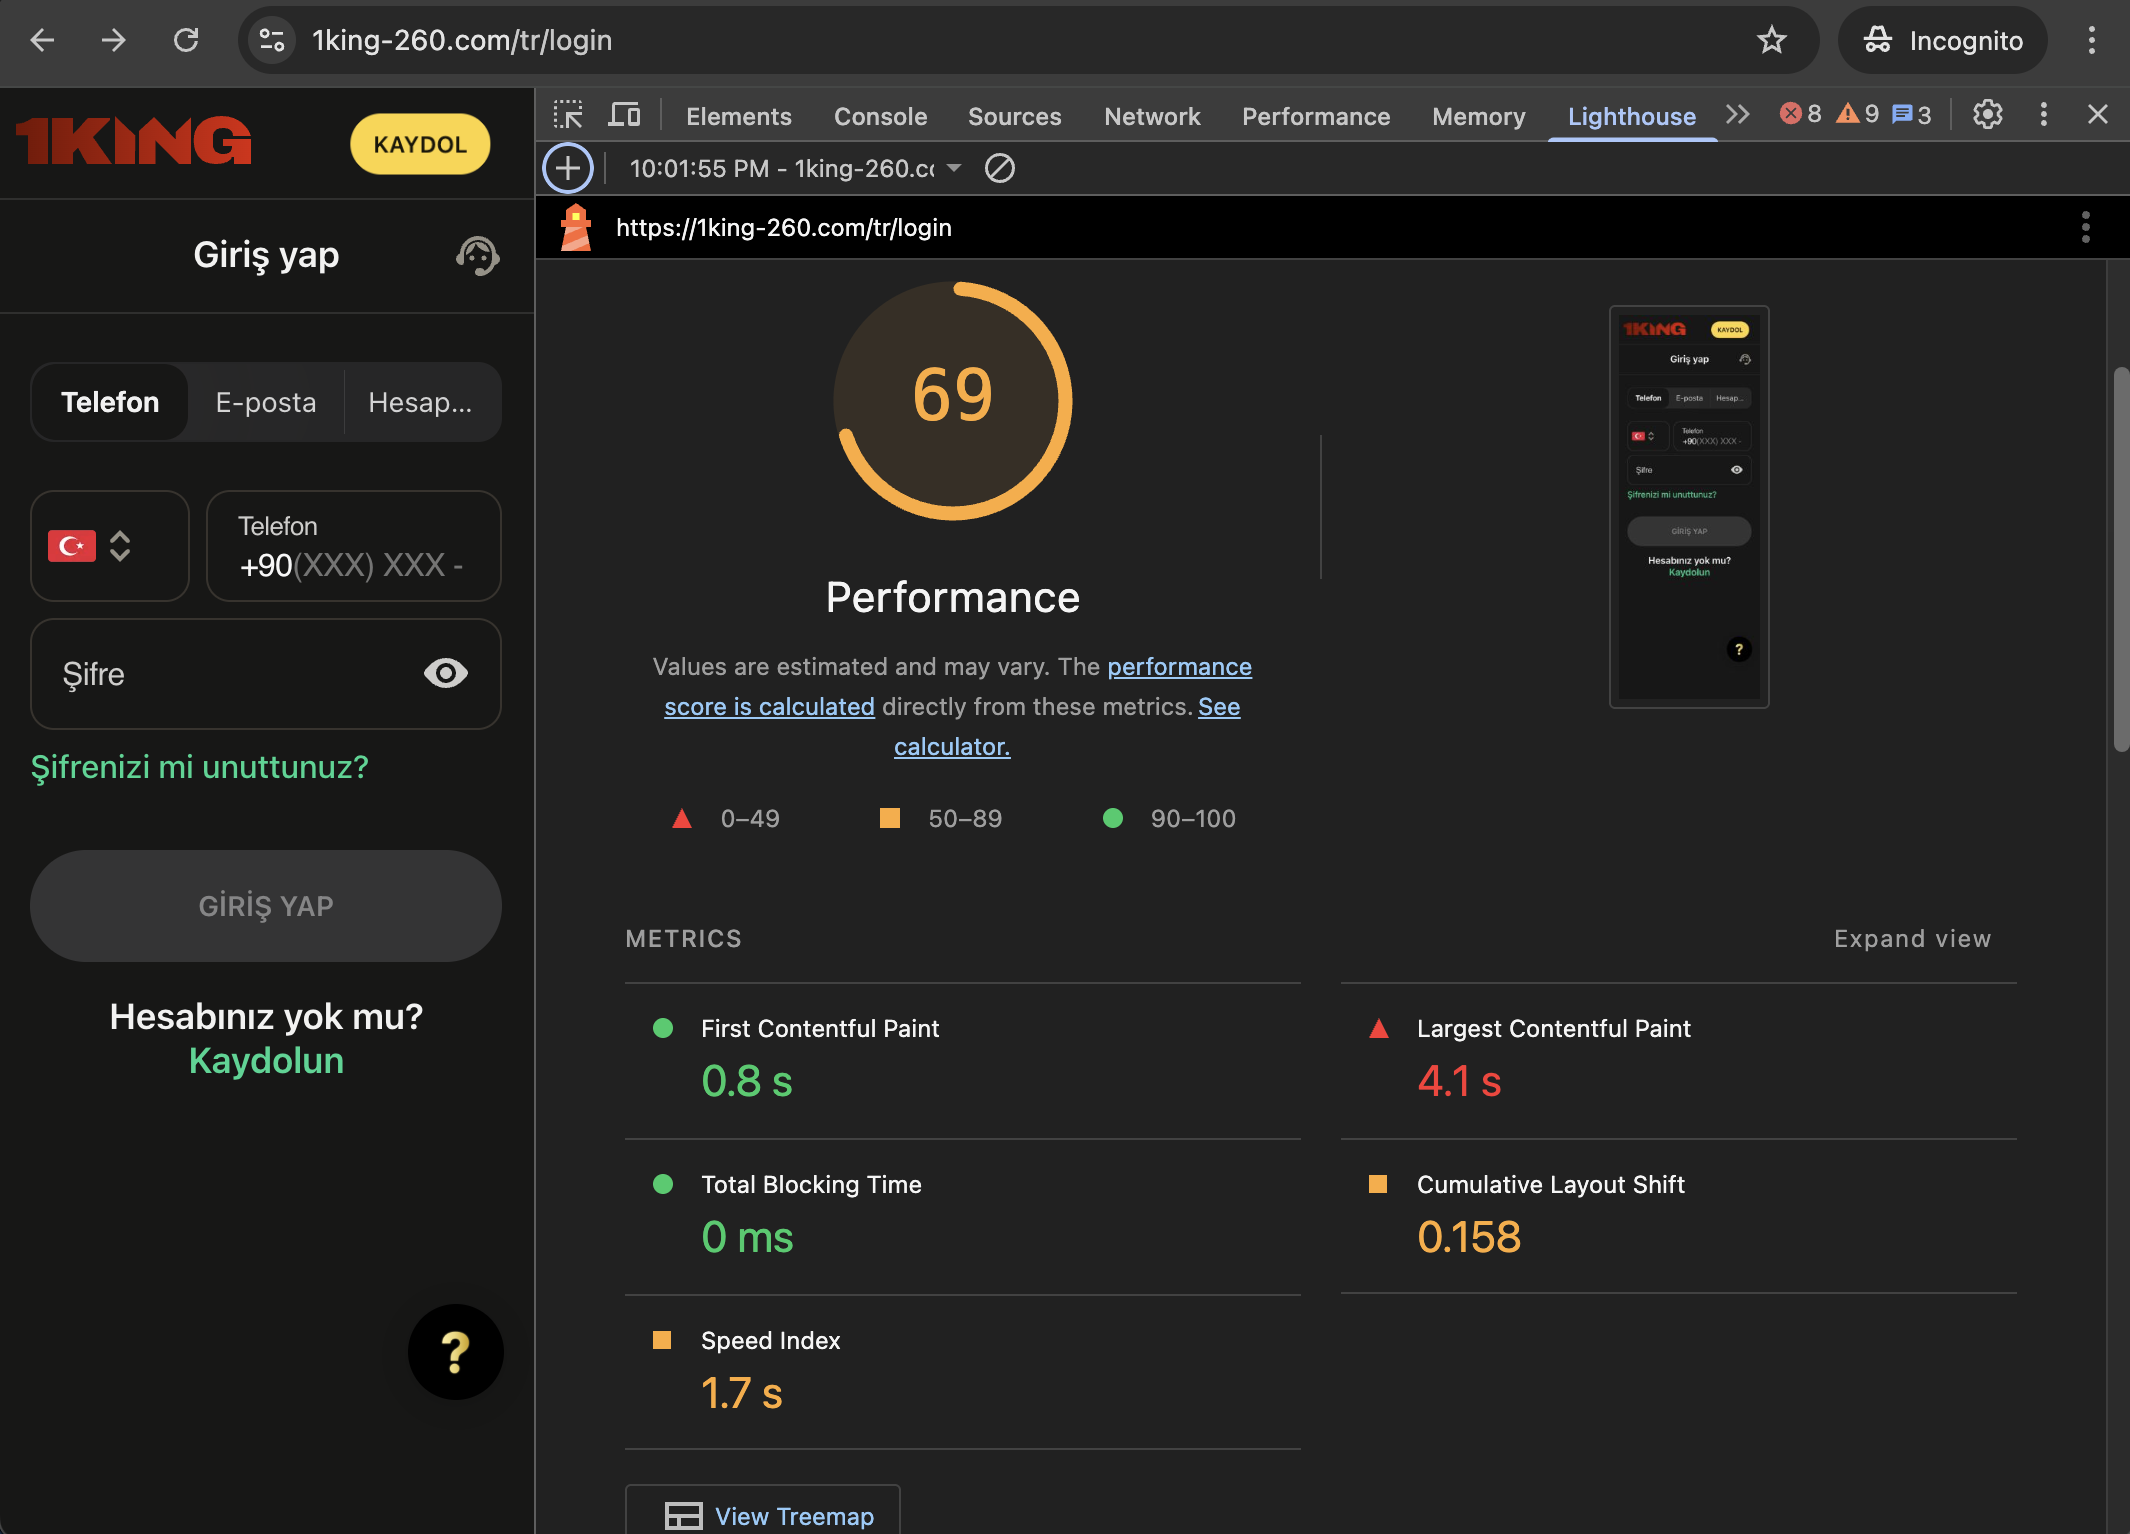 1king-260.com/tr/login
Incognito
1KING
KAYDOL
Giriş yap
Telefon
E-posta
Hesap...
Telefon
+90(XXX) XXX -
Şifre
Şifrenizi mi unuttunuz?
GİRİŞ YAP
Hesabınız yok mu?
Kaydolun
?
Elements
Console
Sources
Network
Performance
Memory
Lighthouse
8
9
3
10:01:55 PM - 1king-260.co
https://1king-260.com/tr/login
69
Performance
Values are estimated and may vary. The performance
score is calculated directly from these metrics. See
calculator.
0–49
50–89
90–100
1KING
KAYDOL
Giriş yap
Telefon
E-posta
Hesap...
Telefon
+90(XXX) XXX -
Şifre
Şifrenizi mi unuttunuz?
GİRİŞ YAP
Hesabınız yok mu?
Kaydolun
?
METRICS
Expand view
First Contentful Paint
0.8 s
Largest Contentful Paint
4.1 s
Total Blocking Time
0 ms
Cumulative Layout Shift
0.158
Speed Index
1.7 s
View Treemap